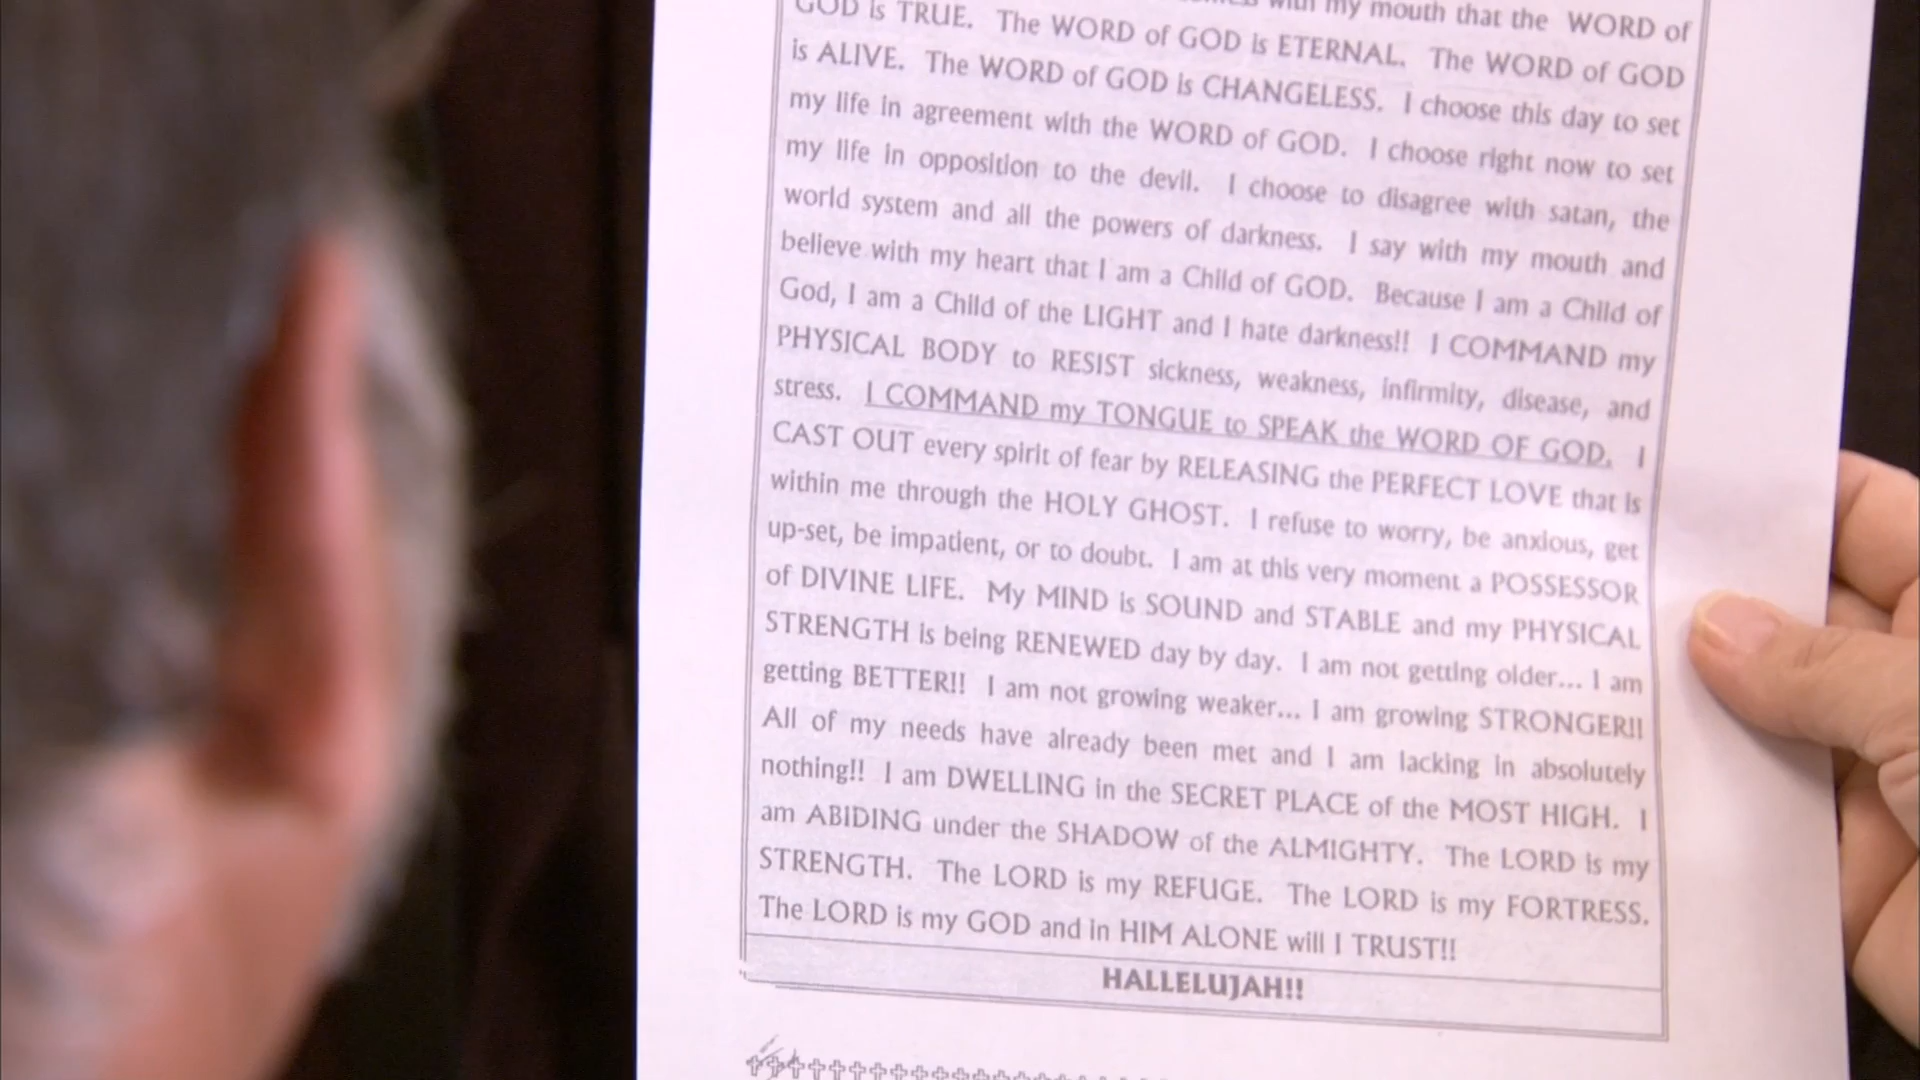 with my mouth that the WORD of
GOD is TRUE. The WORD of GOD is ETERNAL. The WORD of GOD
is ALIVE. The WORD of GOD is CHANGELESS. I choose this day to set
my life in agreement with the WORD of GOD. I choose right now to set
my life in opposition to the devil. I choose to disagree with satan, the
world system and all the powers of darkness. I say with my mouth and
believe with my heart that I am a Child of GOD. Because I am a Child of
God, I am a Child of the LIGHT and I hate darkness!! I COMMAND my
PHYSICAL BODY to RESIST sickness, weakness, infirmity, disease, and
stress. I COMMAND my TONGUE to SPEAK the WORD OF GOD. I
CAST OUT every spirit of fear by RELEASING the PERFECT LOVE that is
within me through the HOLY GHOST. I refuse to worry, be anxious, get
up-set, be impatient, or to doubt. I am at this very moment a POSSESSOR
of DIVINE LIFE. My MIND is SOUND and STABLE and my PHYSICAL
STRENGTH is being RENEWED day by day. I am not getting older... I am
getting BETTER!! I am not growing weaker... I am growing STRONGER!!
All of my needs have already been met and I am lacking in absolutely
nothing!! I am DWELLING in the SECRET PLACE of the MOST HIGH. I
am ABIDING under the SHADOW of the ALMIGHTY. The LORD is my
STRENGTH. The LORD is my REFUGE. The LORD is my FORTRESS.
The LORD is my GOD and in HIM ALONE will I TRUST!!
HALLELUJAH!!